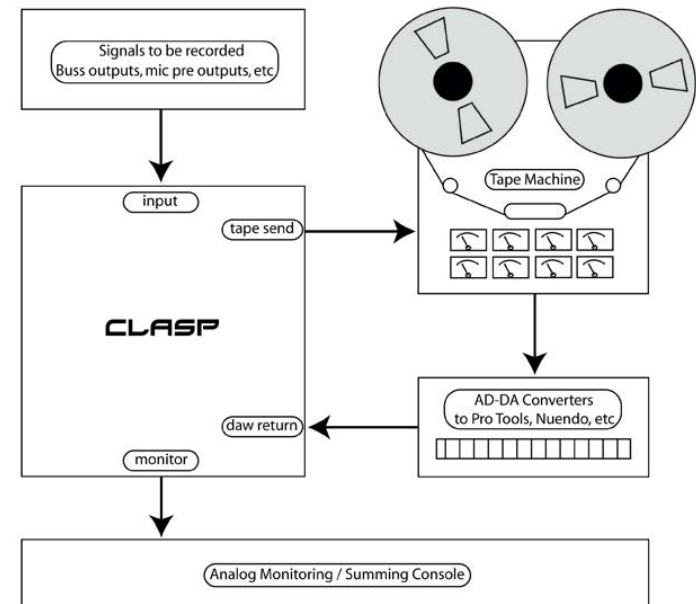 Signals to be recorded
Buss outputs, mic pre outputs, etc
input
tape send
Tape Machine
CLASP
AD-DA Converters
to Pro Tools, Nuendo, etc
daw return
monitor
Analog Monitoring / Summing Console